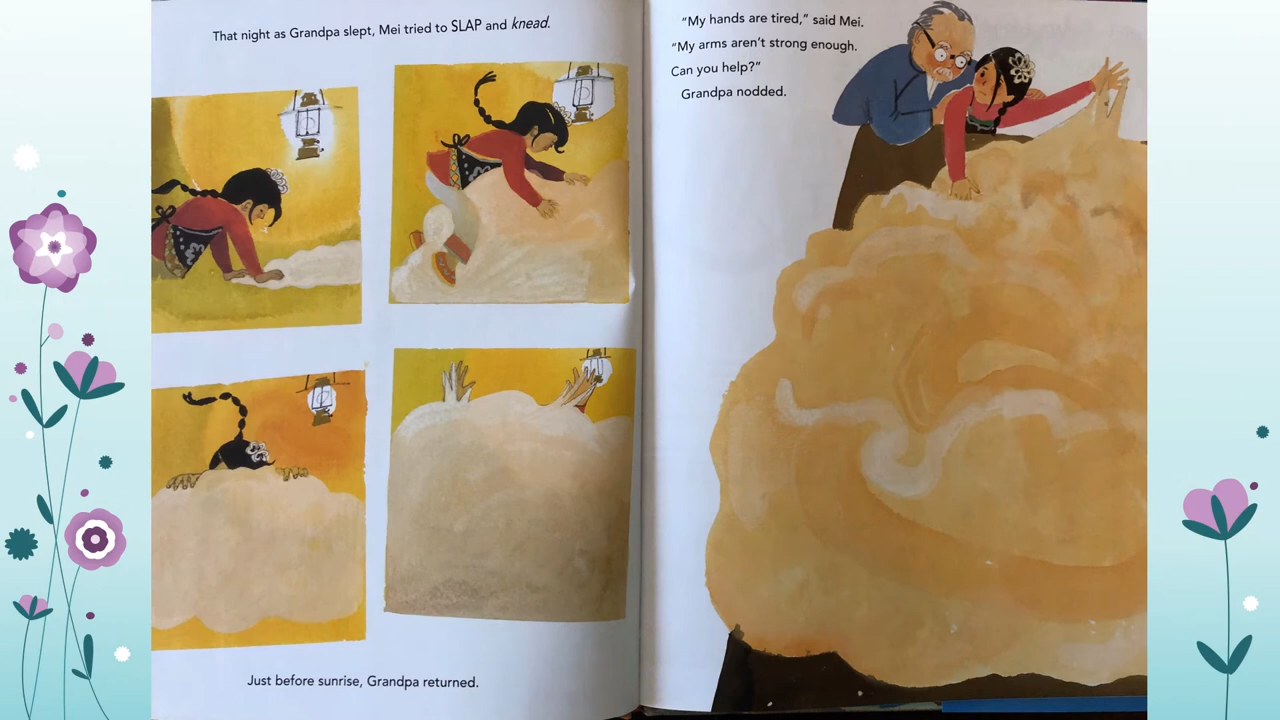 That night as Grandpa slept, Mei tried to SLAP and knead.
Just before sunrise, Grandpa returned.
“My hands are tired,” said Mei.
“My arms aren’t strong enough.
Can you help?”
Grandpa nodded.